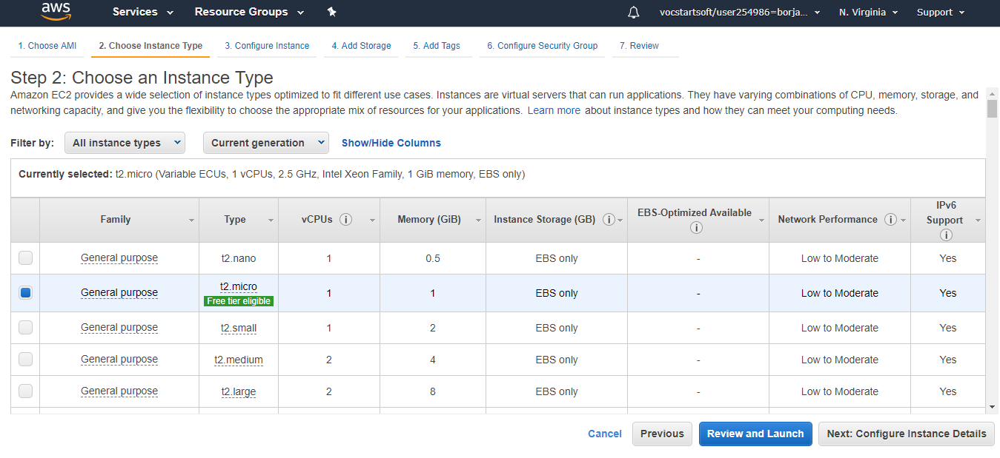 aws Services Resource Groups vocstartsoft/user254986=borja... N. Virginia Support
1. Choose AMI 2. Choose Instance Type 3. Configure Instance 4. Add Storage 5. Add Tags 6. Configure Security Group 7. Review
Step 2: Choose an Instance Type
Amazon EC2 provides a wide selection of instance types optimized to fit different use cases. Instances are virtual servers that can run applications. They have varying combinations of CPU, memory, storage, and
networking capacity, and give you the flexibility to choose the appropriate mix of resources for your applications. Learn more about instance types and how they can meet your computing needs.
Filter by: All instance types Current generation Show/Hide Columns
Currently selected: t2.micro (Variable ECUs, 1 vCPUs, 2.5 GHz, Intel Xeon Family, 1 GiB memory, EBS only)
Family Type vCPUs i Memory (GiB) Instance Storage (GB) i EBS-Optimized Available i Network Performance i IPv6 Support i
General purpose t2.nano 1 0.5 EBS only - Low to Moderate Yes
General purpose t2.micro 1 1 EBS only - Low to Moderate Yes
Free tier eligible
General purpose t2.small 1 2 EBS only - Low to Moderate Yes
General purpose t2.medium 2 4 EBS only - Low to Moderate Yes
General purpose t2.large 2 8 EBS only - Low to Moderate Yes
Cancel Previous Review and Launch Next: Configure Instance Details